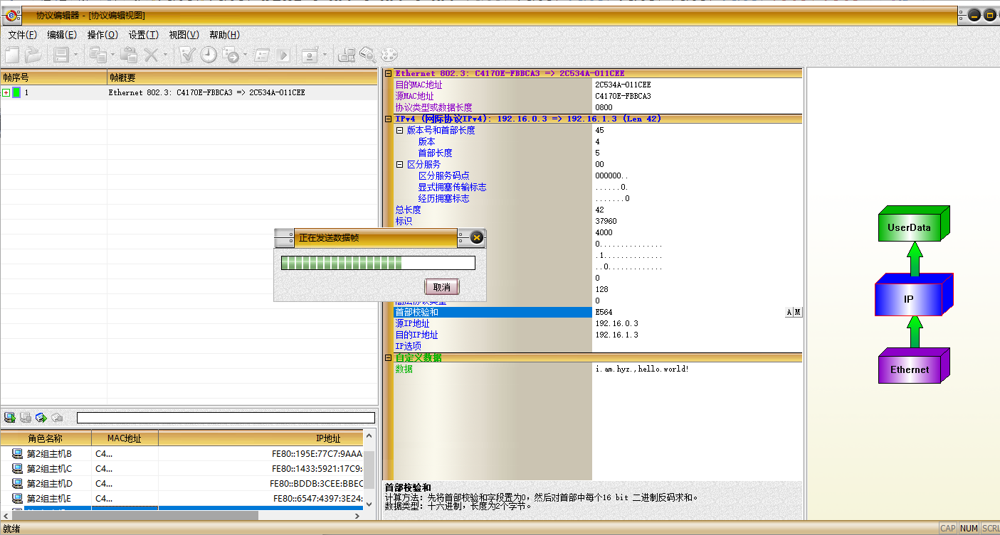 协议编辑器 - [协议编辑视图]
文件(F) 编辑(E) 操作(O) 设置(T) 视图(V) 帮助(H)
帧序号 帧概要
1 Ethernet 802.3: C4170E-FBBCA3 => 2C534A-011CEE
Ethernet 802.3: C4170E-FBBCA3 => 2C534A-011CEE
目的MAC地址 2C534A-011CEE
源MAC地址 C4170E-FBBCA3
协议类型或数据长度 0800
IPv4 (网际协议IPv4): 192.16.0.3 => 192.16.1.3 (Len 42)
版本号和首部长度 45
版本 4
首部长度 5
区分服务 00
区分服务码点 000000..
显式拥塞传输标志 ......0.
经历拥塞标志 .......0
总长度 42
标识 37960
4000
0..............
.1.............
..0.............
0
128
0
首部校验和 E564 A M
源IP地址 192.16.0.3
目的IP地址 192.16.1.3
IP选项
自定义数据
数据 i.am.hyz.,hello.world!
正在发送数据帧
取消
UserData
IP
Ethernet
角色名称 MAC地址 IP地址
第2组主机B C4... FE80::195E:77C7:9AAA
第2组主机C C4... FE80::1433:5921:17C9:
第2组主机D C4... FE80::BDDB:3CEE:BBEC
第2组主机E C4... FE80::6547:4397:3E24:
首部校验和
计算方法: 先将首部校验和字段置为0, 然后对首部中每个16 bit 二进制反码求和。
数据类型: 十六进制, 长度为2个字节。
就绪
CAP NUM SCRL